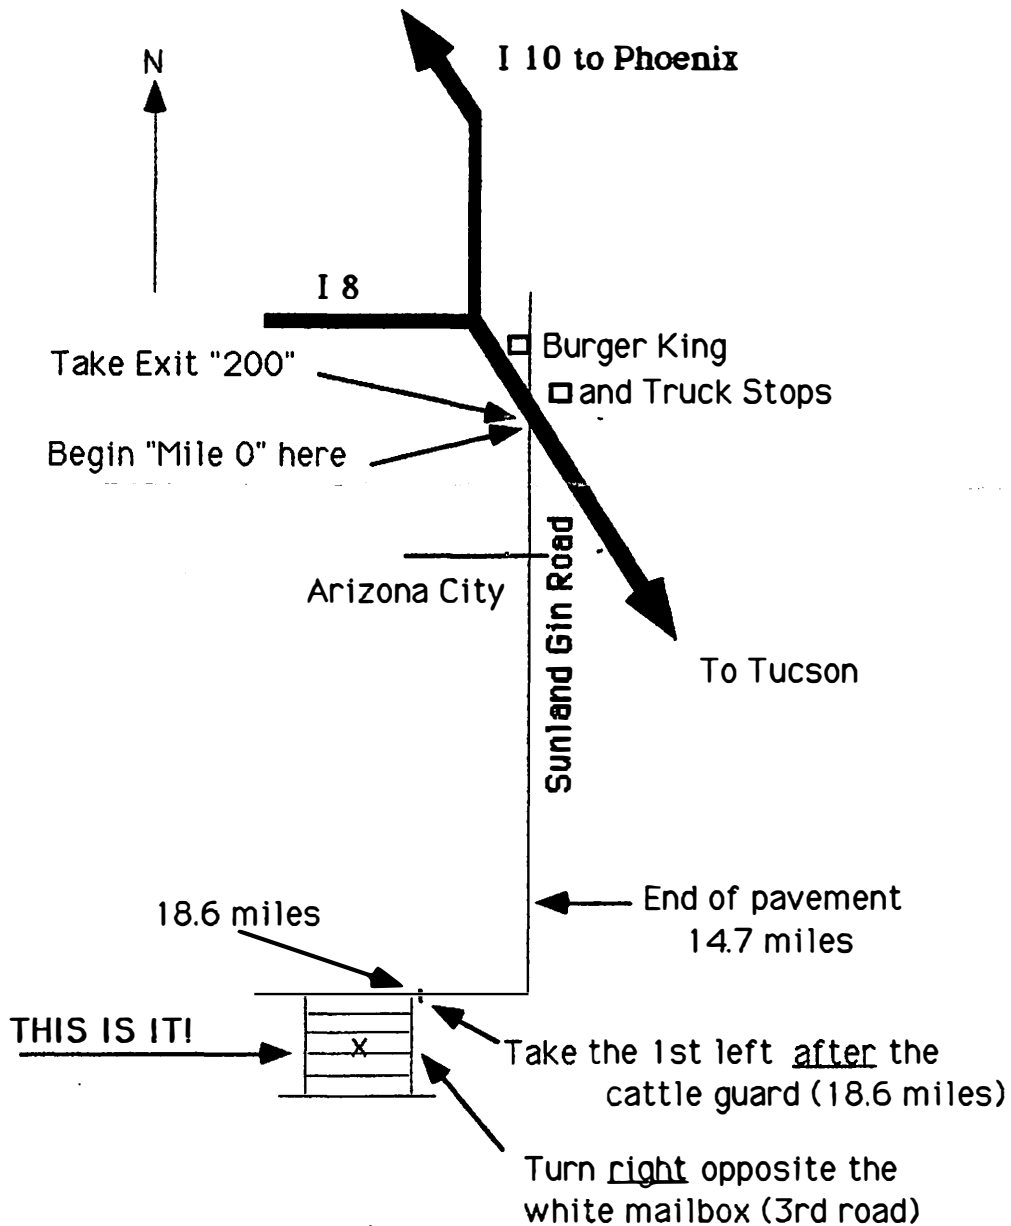 I 10 to Phoenix
N
I 8
Burger King
Take Exit "200"
and Truck Stops
Begin "Mile 0" here
Sunland Gin Road
Arizona City
To Tucson
End of pavement
14.7 miles
18.6 miles
THIS IS IT!
X
Take the 1st left after the
cattle guard (18.6 miles)
Turn right opposite the
white mailbox (3rd road)